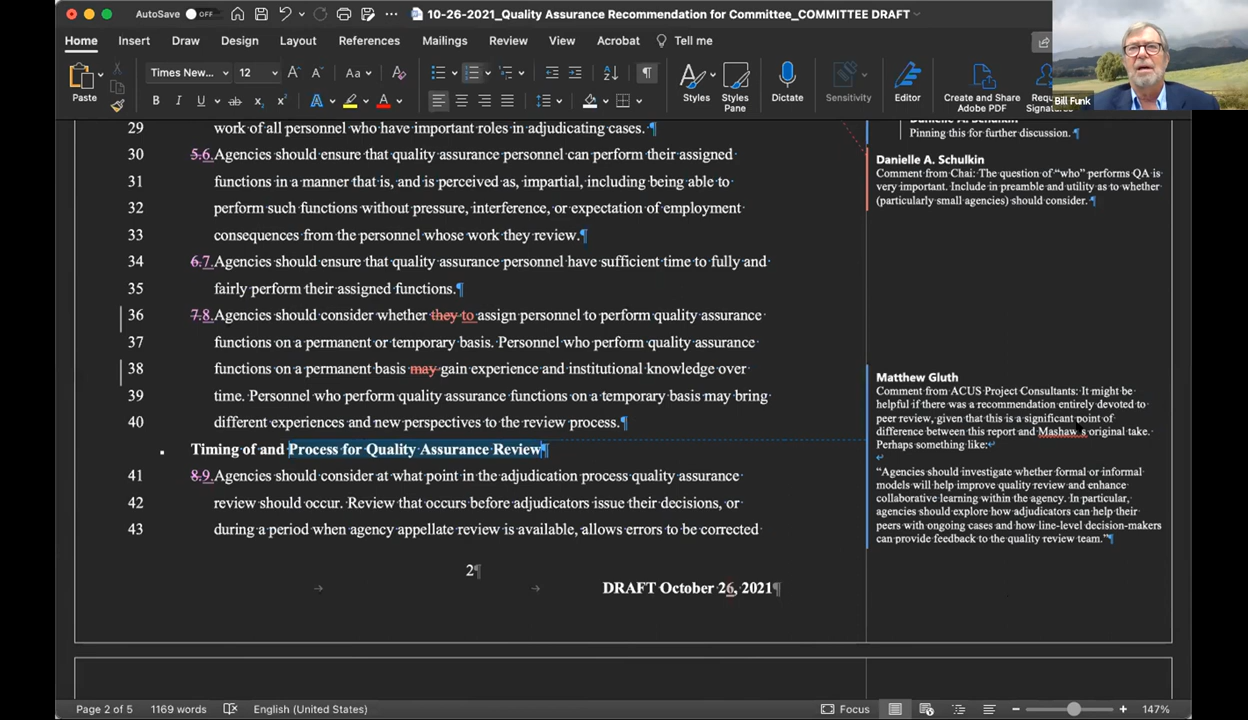 AutoSave OFF
10-26-2021_Quality Assurance Recommendation for Committee_COMMITTEE DRAFT
Home Insert Draw Design Layout References Mailings Review View Acrobat Tell me
Paste
Times New... 12 Aa
Styles
Styles Pane
Dictate
Sensitivity
Editor
Create and Share Adobe PDF
Bill Funk
29 work of all personnel who have important roles in adjudicating cases.¶
30 5.6.Agencies should ensure that quality assurance personnel can perform their assigned
31 functions in a manner that is, and is perceived as, impartial, including being able to
32 perform such functions without pressure, interference, or expectation of employment
33 consequences from the personnel whose work they review.¶
34 6.7.Agencies should ensure that quality assurance personnel have sufficient time to fully and
35 fairly perform their assigned functions.¶
36 7.8.Agencies should consider whether they to assign personnel to perform quality assurance
37 functions on a permanent or temporary basis. Personnel who perform quality assurance
38 functions on a permanent basis may gain experience and institutional knowledge over
39 time. Personnel who perform quality assurance functions on a temporary basis may bring
40 different experiences and new perspectives to the review process.¶
Timing of and Process for Quality Assurance Review¶
41 8.9.Agencies should consider at what point in the adjudication process quality assurance
42 review should occur. Review that occurs before adjudicators issue their decisions, or
43 during a period when agency appellate review is available, allows errors to be corrected
2¶
DRAFT October 26, 2021¶
Danielle A. Schulkin
Pinning this for further discussion.¶
Danielle A. Schulkin
Comment from Chai: The question of “who” performs QA is
very important. Include in preamble and utility as to whether
(particularly small agencies) should consider.¶
Matthew Gluth
Comment from ACUS Project Consultants: It might be
helpful if there was a recommendation entirely devoted to
peer review, given that this is a significant point of
difference between this report and Mashaw's original take.
Perhaps something like:
“Agencies should investigate whether formal or informal
models will help improve quality review and enhance
collaborative learning within the agency. In particular,
agencies should explore how adjudicators can help their
peers with ongoing cases and how line-level decision-makers
can provide feedback to the quality review team.”¶
Page 2 of 5 1169 words English (United States) Focus 147%